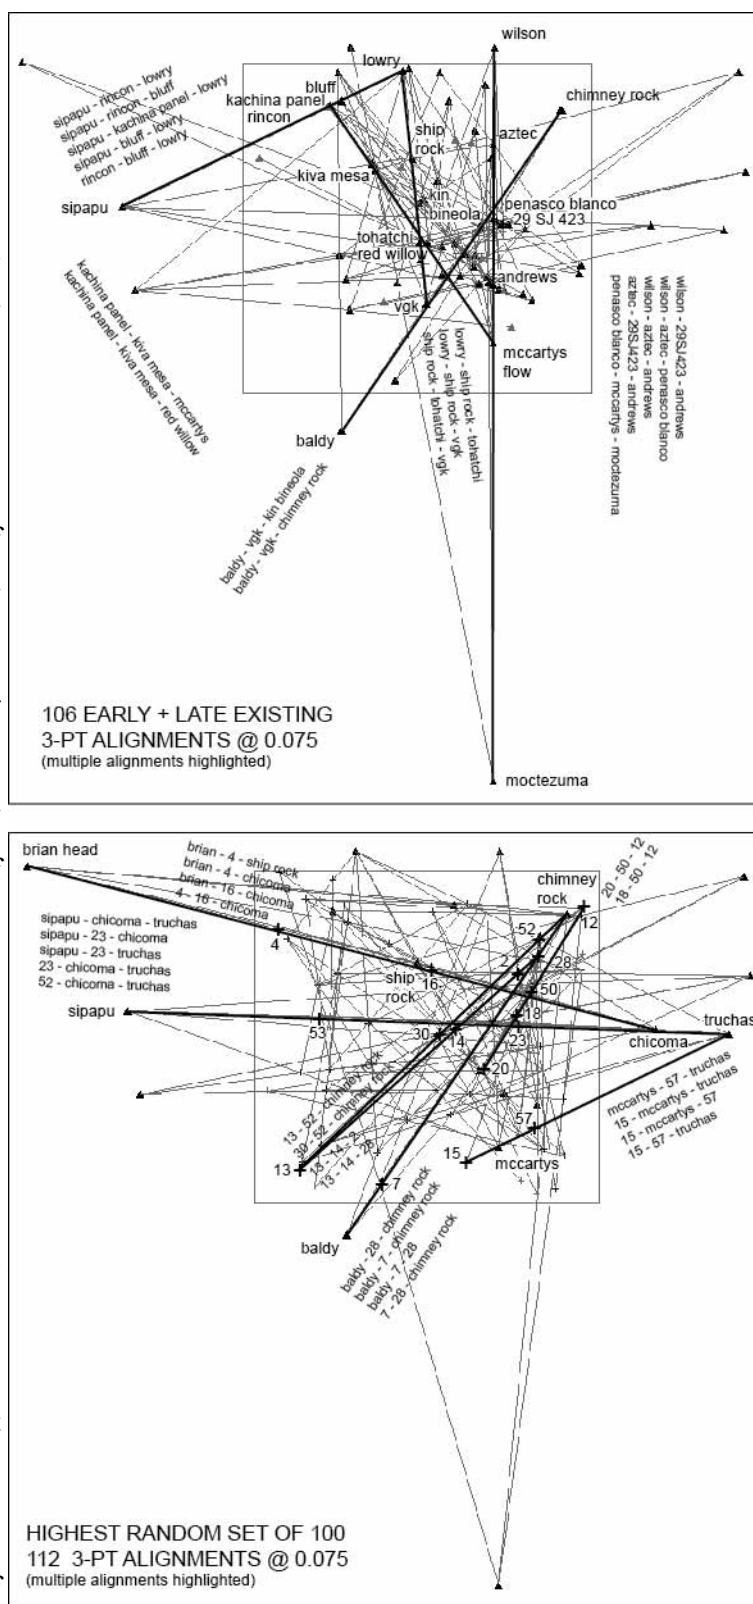 wilson
lowry
bluff
kachina panel
rincon
chimney rock
sipapu - rincon - lowry
sipapu - rincon - bluff
sipapu - kachina panel - lowry
sipapu - bluff - lowry
rincon - bluff - lowry
ship
rock
aztec
kiva mesa
sipapu
kin
bineola
penasco blanco
29 SJ 423
tohatchi
red willow
andrews
vgk
kachina panel - kiva mesa - mccartys
kachina panel - kiva mesa - red willow
mccartys
flow
lowry - ship rock - tohatchi
lowry - ship rock - vgk
ship rock - tohatchi - vgk
wilson - 29SJ423 - andrews
wilson - aztec - penasco blanco
wilson - aztec - andrews
aztec - 29SJ423 - andrews
penasco blanco - mccartys - moctezuma
baldy
baldy - vgk - kin bineola
baldy - vgk - chimney rock
106 EARLY + LATE EXISTING
3-PT ALIGNMENTS @ 0.075
(multiple alignments highlighted)
moctezuma
brian head
brian - 4 - ship rock
brian - 4 - chicoma
brian - 16 - chicoma
4 - 16 - chicoma
20 - 50 - 12
18 - 50 - 12
chimney
rock
12
sipapu - chicoma - truchas
sipapu - 23 - chicoma
sipapu - 23 - truchas
23 - chicoma - truchas
52 - chicoma - truchas
4
52
2
28
ship
rock
16
50
sipapu
53
30
14
18
23
chicoma
truchas
20
13 - 52 - chimney rock
30 - 52 - chimney rock
13 - 14 - 2
13 - 14 - 28
57
mccartys - 57 - truchas
15 - mccartys - truchas
15 - mccartys - 57
15 - 57 - truchas
13
15
mccartys
7
baldy
baldy - 28 - chimney rock
baldy - 7 - chimney rock
baldy - 7 - 28
7 - 28 - chimney rock
HIGHEST RANDOM SET OF 100
112 3-PT ALIGNMENTS @ 0.075
(multiple alignments highlighted)